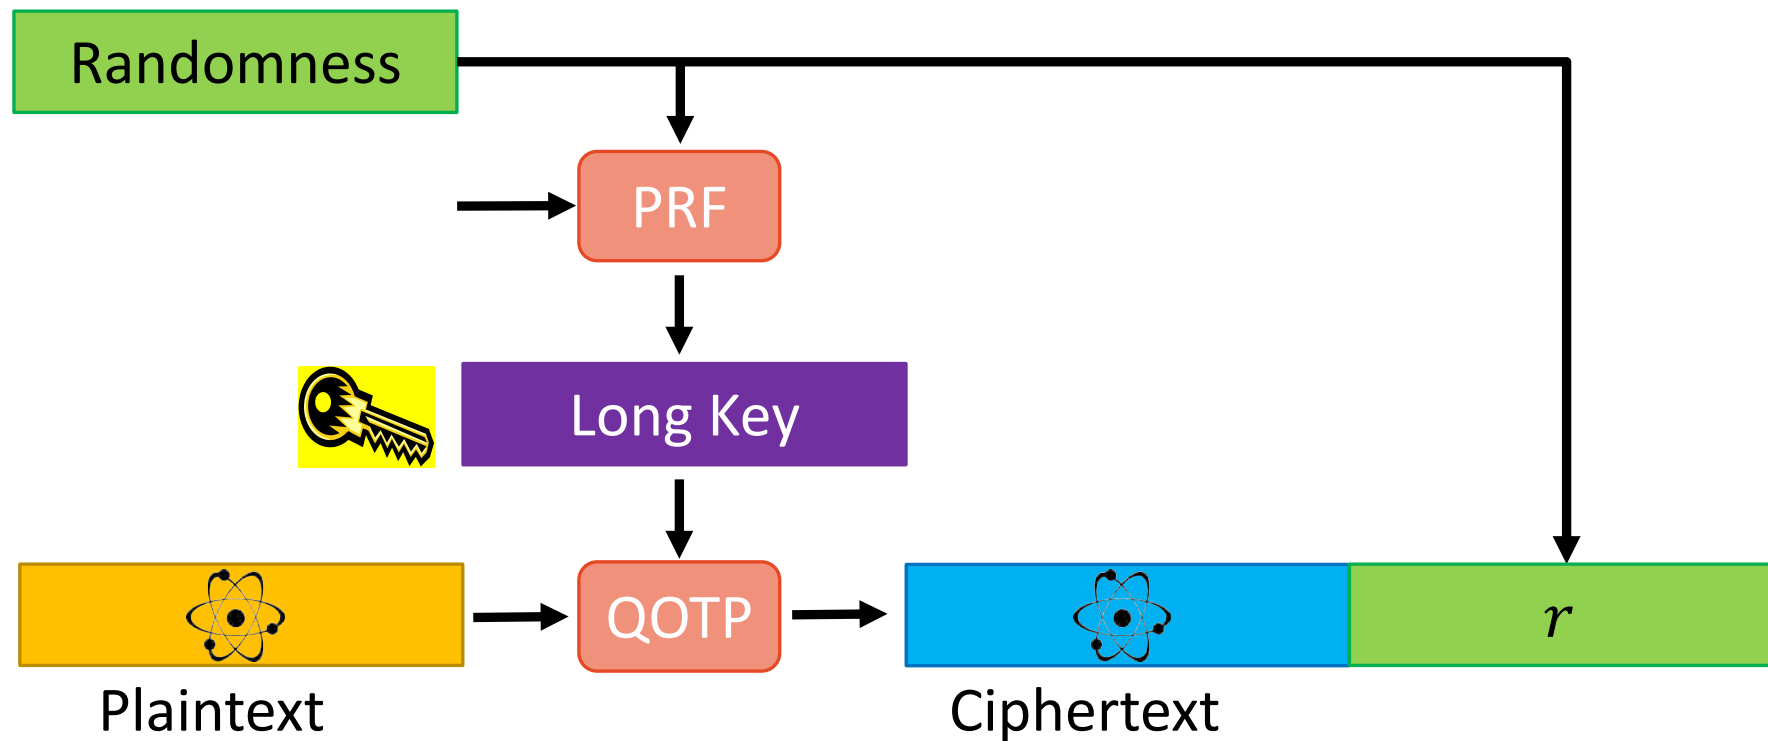 Randomness
PRF
Long Key
QOTP
r
Plaintext
Ciphertext